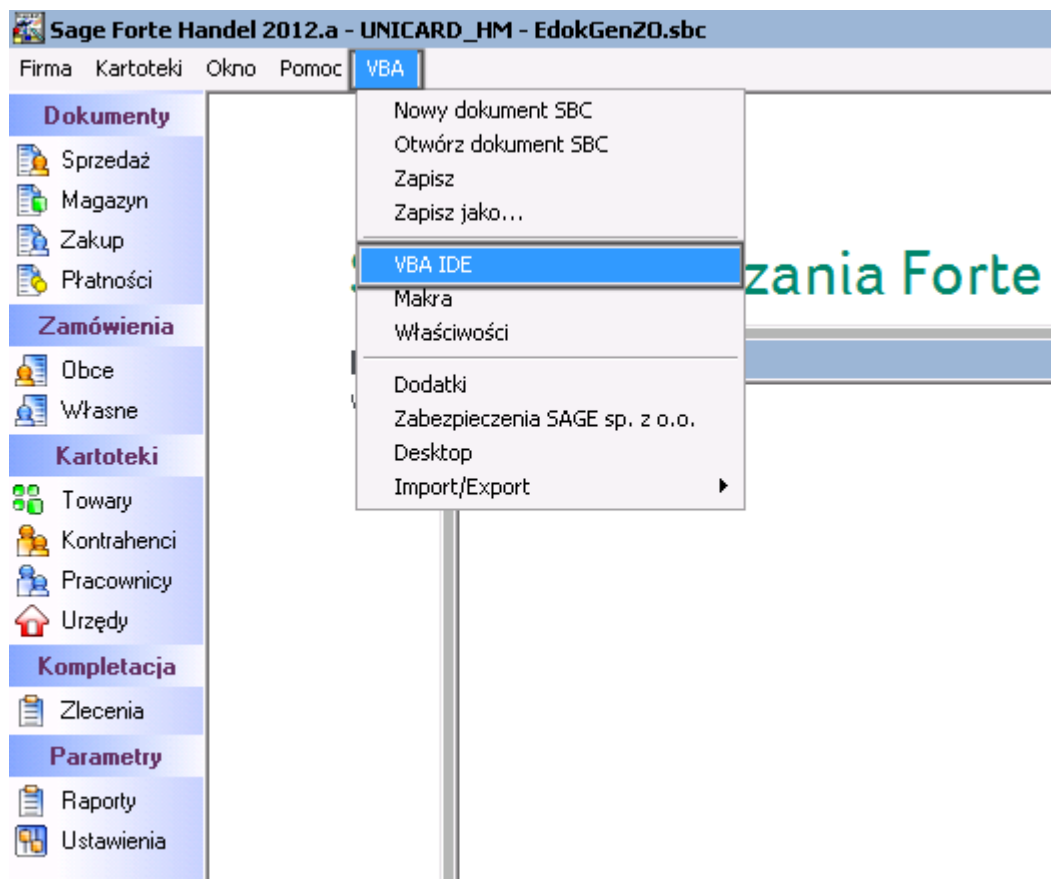 Sage Forte Handel 2012.a - UNICARD_HM - EdokGenZO.sbc
Firma Kartoteki Okno Pomoc VBA
Dokumenty
Sprzedaż
Magazyn
Zakup
Płatności
Zamówienia
Obce
Własne
Kartoteki
Towary
Kontrahenci
Pracownicy
Urzędy
Kompletacja
Zlecenia
Parametry
Raporty
Ustawienia
Nowy dokument SBC
Otwórz dokument SBC
Zapisz
Zapisz jako...
VBA IDE
Makra
Właściwości
Dodatki
Zabezpieczenia SAGE sp. z o.o.
Desktop
Import/Export
zania Forte